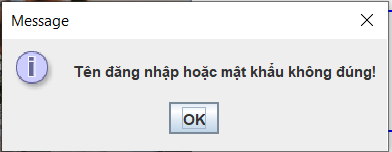 Message
Tên đăng nhập hoặc mật khẩu không đúng!
OK